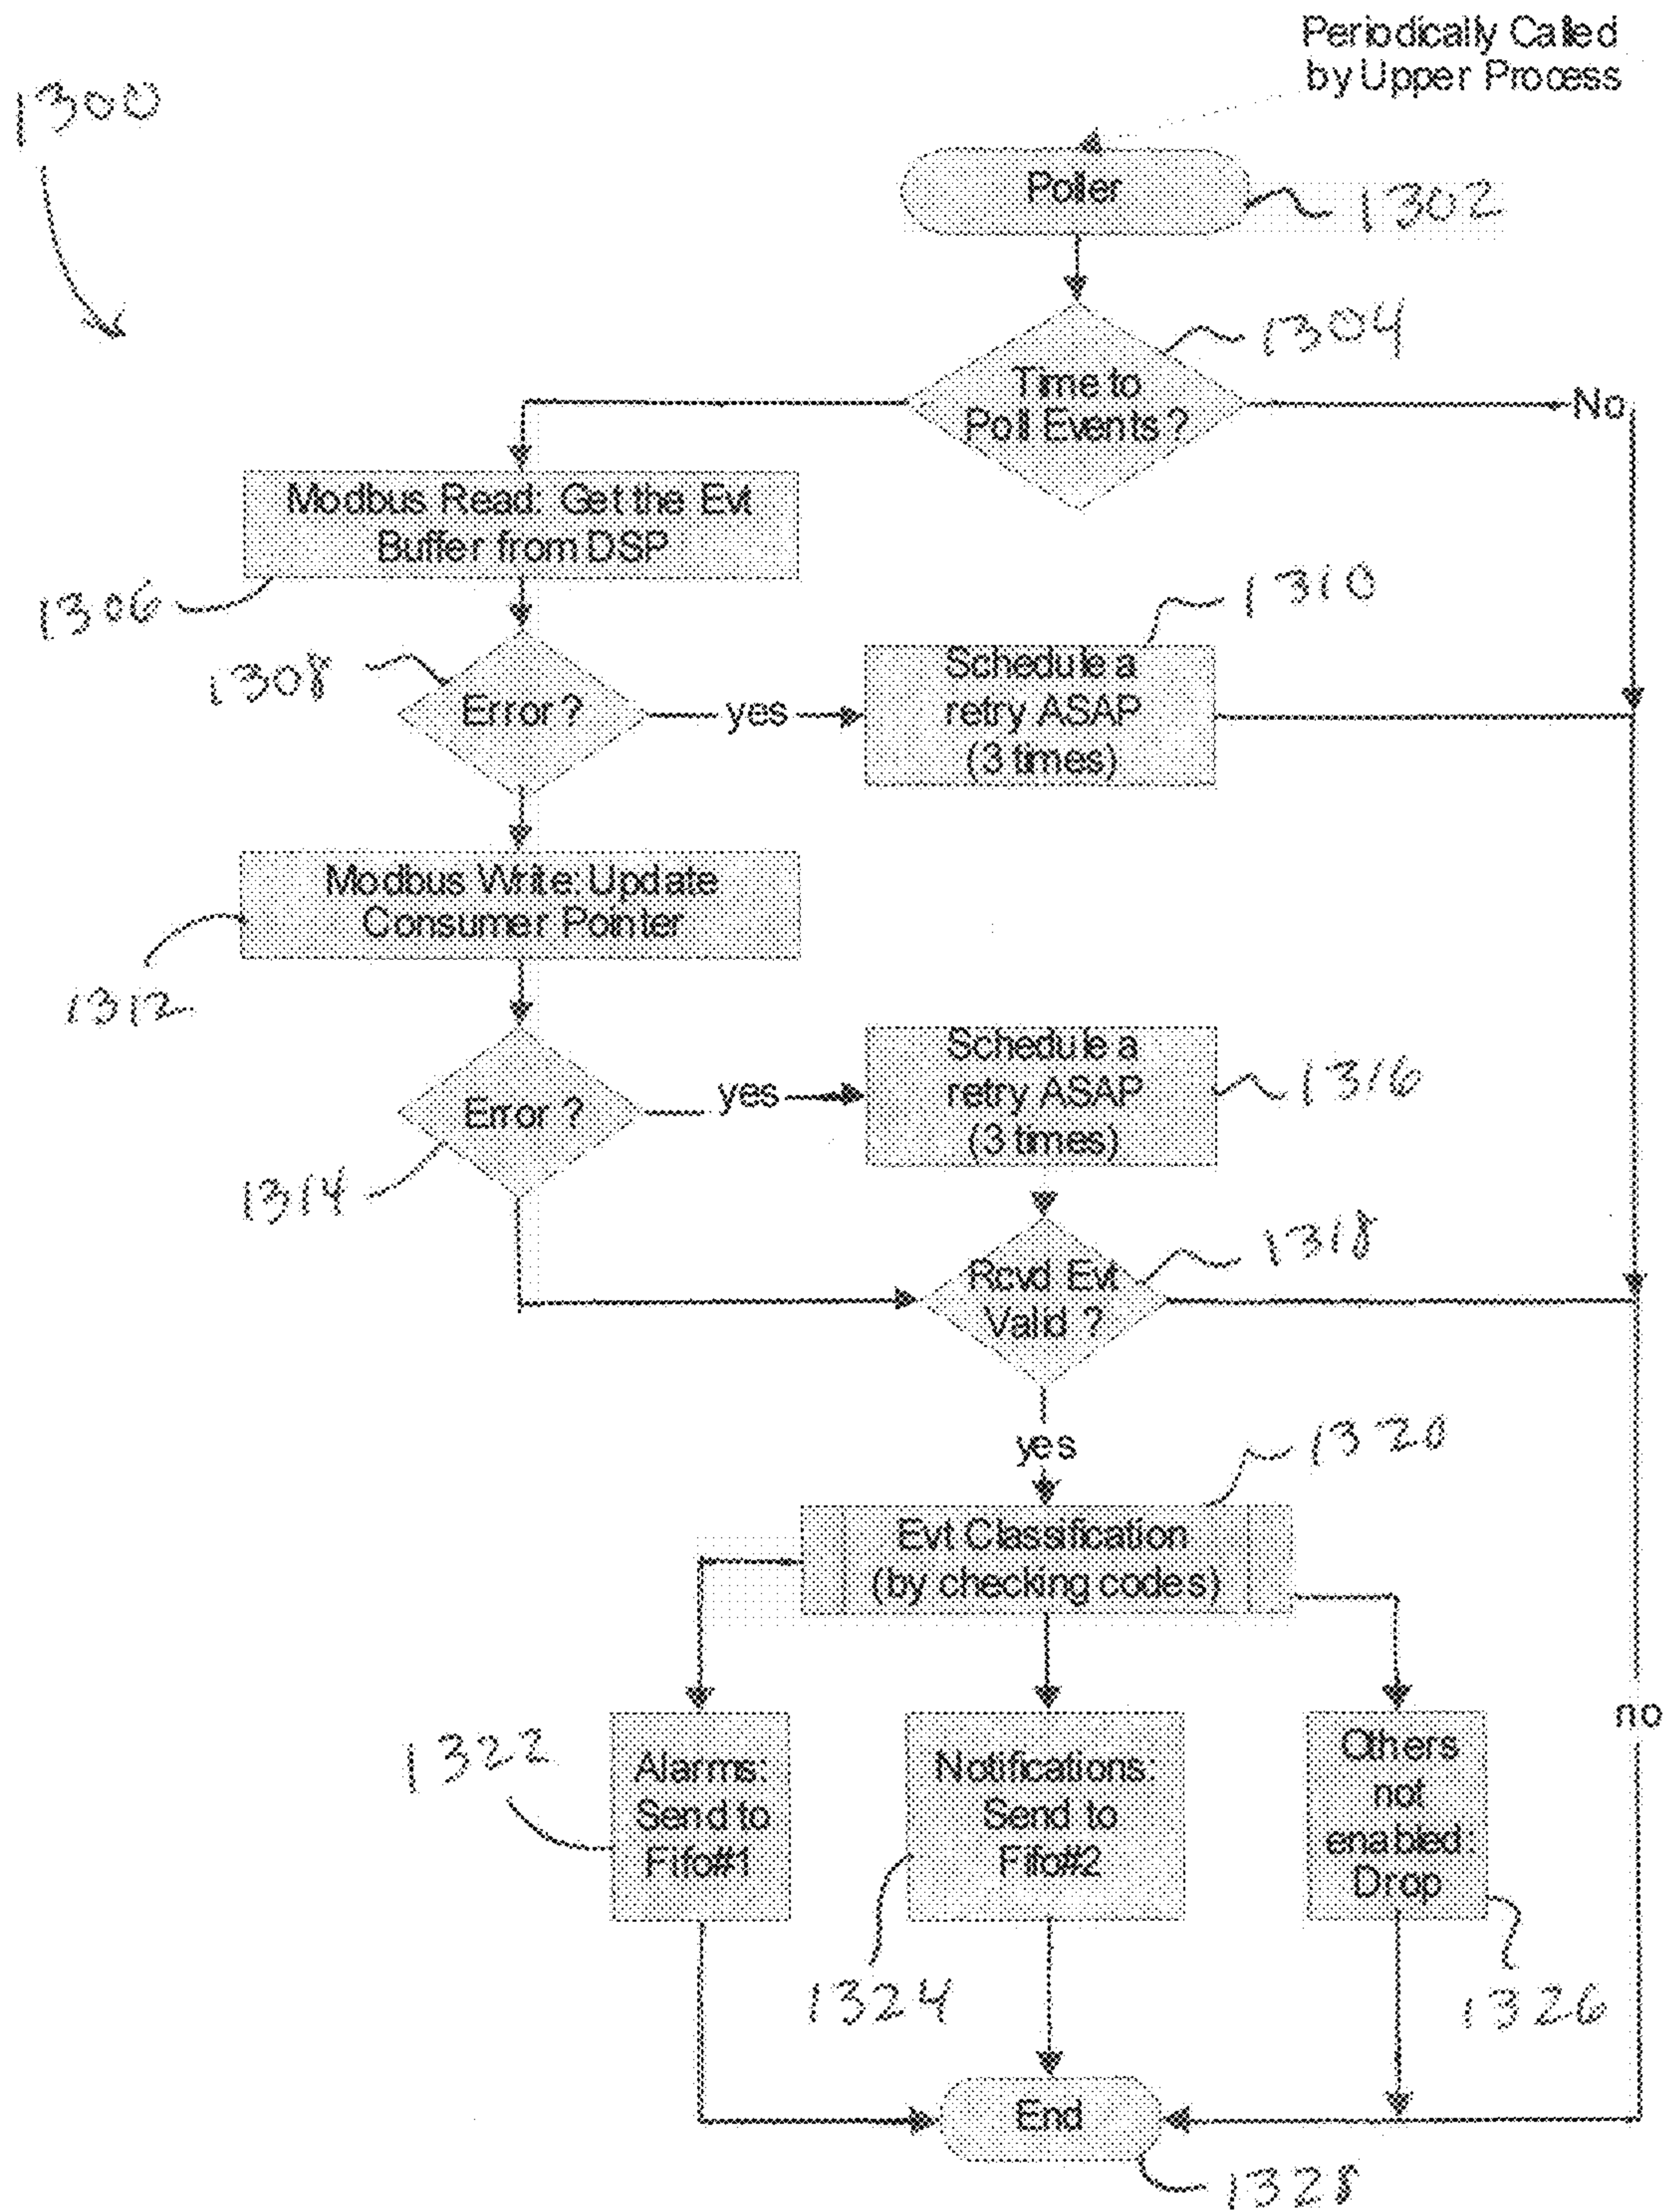 Periodically Called
by Upper Process
1300
Poller
1302
1304
Time to
Poll Events?
No
Modbus Read: Get the Evt
Buffer from DSP
1306
1310
1308
Error?
yes
Schedule a
retry ASAP
(3 times)
Modbus Write: Update
Consumer Pointer
1312
Schedule a
retry ASAP
(3 times)
1316
Error?
yes
1314
1318
Rcvd Evt
Valid?
yes
1320
Evt Classification
(by checking codes)
no
1322
Alarms:
Send to
Fifo#1
Notifications:
Send to
Fifo#2
Others
not
enabled:
Drop
1324
1326
End
1328